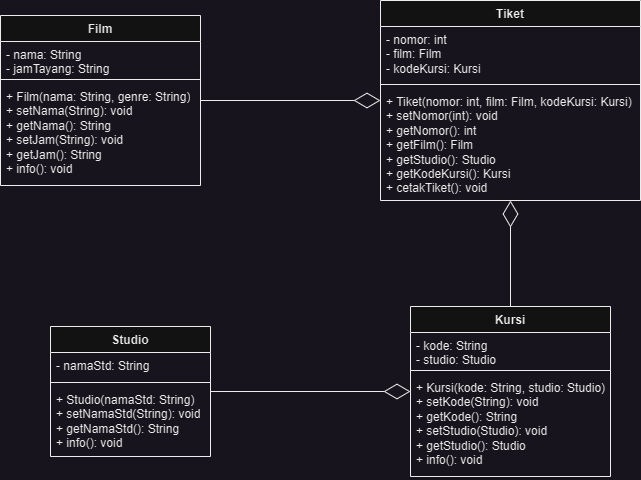 Film
- nama: String
- jamTayang: String
+ Film(nama: String, genre: String)
+ setNama(String): void
+ getNama(): String
+ setJam(String): void
+ getJam(): String
+ info(): void
Tiket
- nomor: int
- film: Film
- kodeKursi: Kursi
+ Tiket(nomor: int, film: Film, kodeKursi: Kursi)
+ setNomor(int): void
+ getNomor(): int
+ getFilm(): Film
+ getStudio(): Studio
+ getKodeKursi(): Kursi
+ cetakTiket(): void
Studio
- namaStd: String
+ Studio(namaStd: String)
+ setNamaStd(String): void
+ getNamaStd(): String
+ info(): void
Kursi
- kode: String
- studio: Studio
+ Kursi(kode: String, studio: Studio)
+ setKode(String): void
+ getKode(): String
+ setStudio(Studio): void
+ getStudio(): Studio
+ info(): void